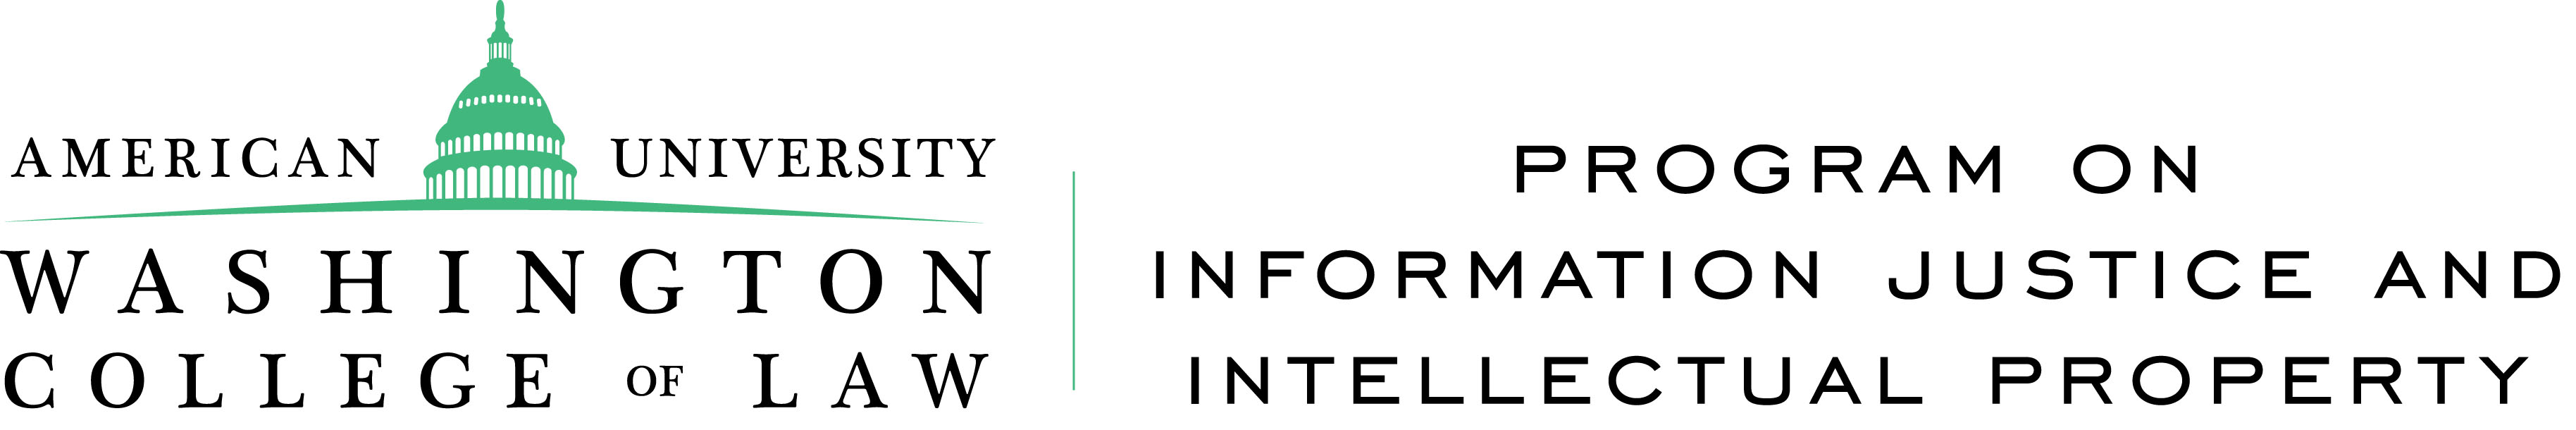 AMERICAN UNIVERSITY
WASHINGTON
COLLEGE OF LAW
PROGRAM ON
INFORMATION JUSTICE AND
INTELLECTUAL PROPERTY